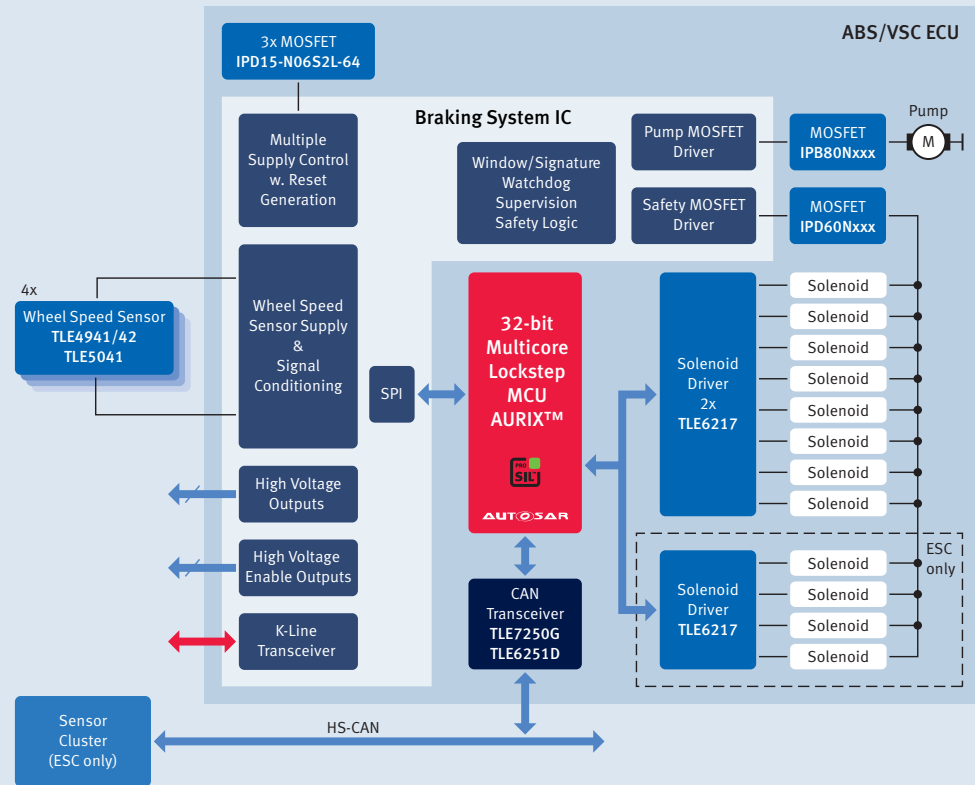 ABS/VSC ECU
3x MOSFET
IPD15-N06S2L-64
Braking System IC
Multiple
Supply Control
w. Reset
Generation
Window/Signature
Watchdog
Supervision
Safety Logic
Pump MOSFET
Driver
MOSFET
IPB80Nxxx
Pump
M
Safety MOSFET
Driver
MOSFET
IPD60Nxxx
4x
Wheel Speed Sensor
TLE4941/42
TLE5041
Wheel Speed
Sensor Supply
&
Signal
Conditioning
SPI
32-bit
Multicore
Lockstep
MCU
AURIX™
PRO
SIL
AUTOSAR
Solenoid
Driver
2x
TLE6217
Solenoid
Solenoid
Solenoid
Solenoid
Solenoid
Solenoid
Solenoid
Solenoid
High Voltage
Outputs
High Voltage
Enable Outputs
K-Line
Transceiver
CAN
Transceiver
TLE7250G
TLE6251D
ESC
only
Solenoid
Driver
TLE6217
Solenoid
Solenoid
Solenoid
Solenoid
Sensor
Cluster
(ESC only)
HS-CAN